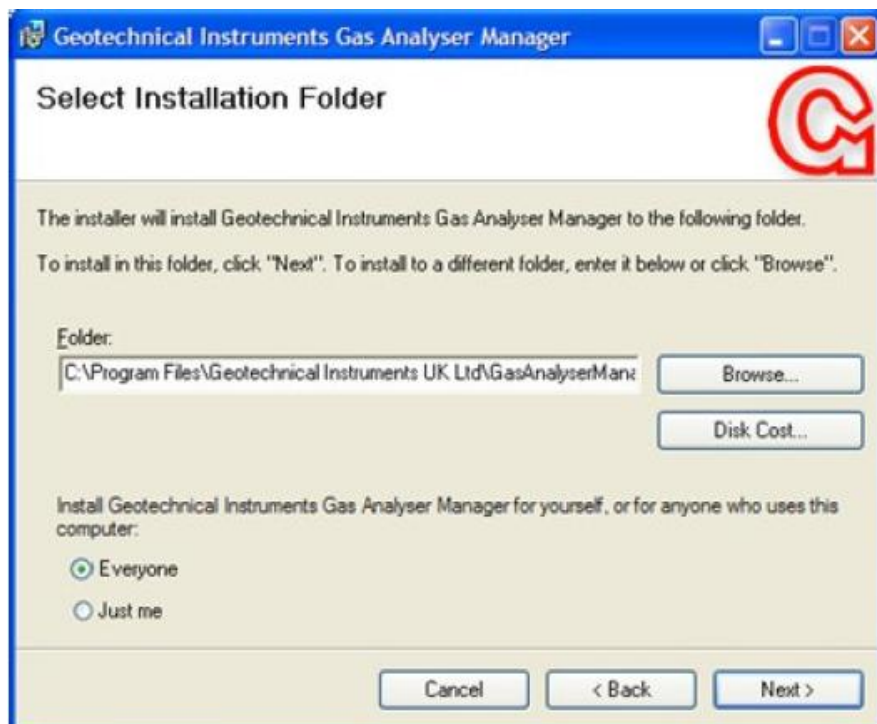 Geotechnical Instruments Gas Analyser Manager
Select Installation Folder
The installer will install Geotechnical Instruments Gas Analyser Manager to the following folder.
To install in this folder, click "Next". To install to a different folder, enter it below or click "Browse".
Folder:
C:\Program Files\Geotechnical Instruments UK Ltd\GasAnalyserMana
Browse...
Disk Cost...
Install Geotechnical Instruments Gas Analyser Manager for yourself, or for anyone who uses this
computer:
Everyone
Just me
Cancel
< Back
Next >